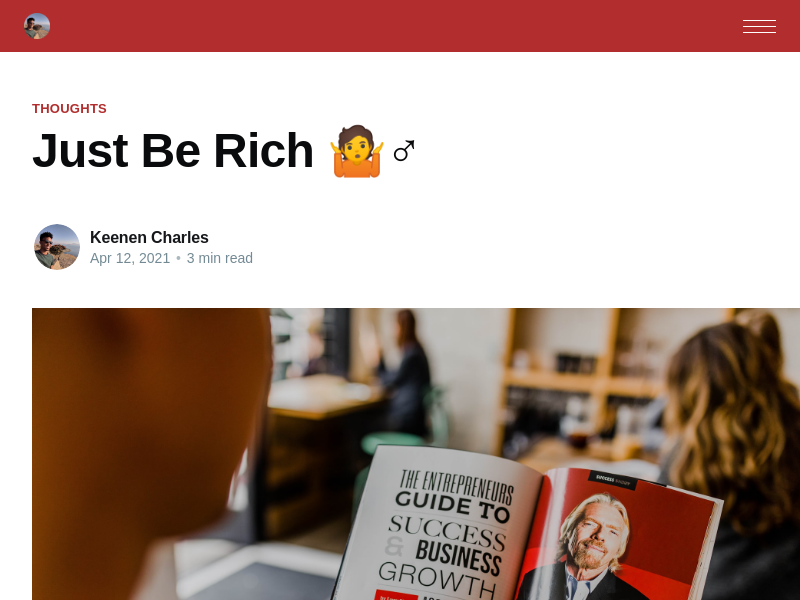 THOUGHTS
Just Be Rich 🤷‍♂
Keenen Charles
Apr 12, 2021 • 3 min read
THE ENTREPRENEURS
GUIDE TO
SUCCESS
& BUSINESS
GROWTH
SUCCESS